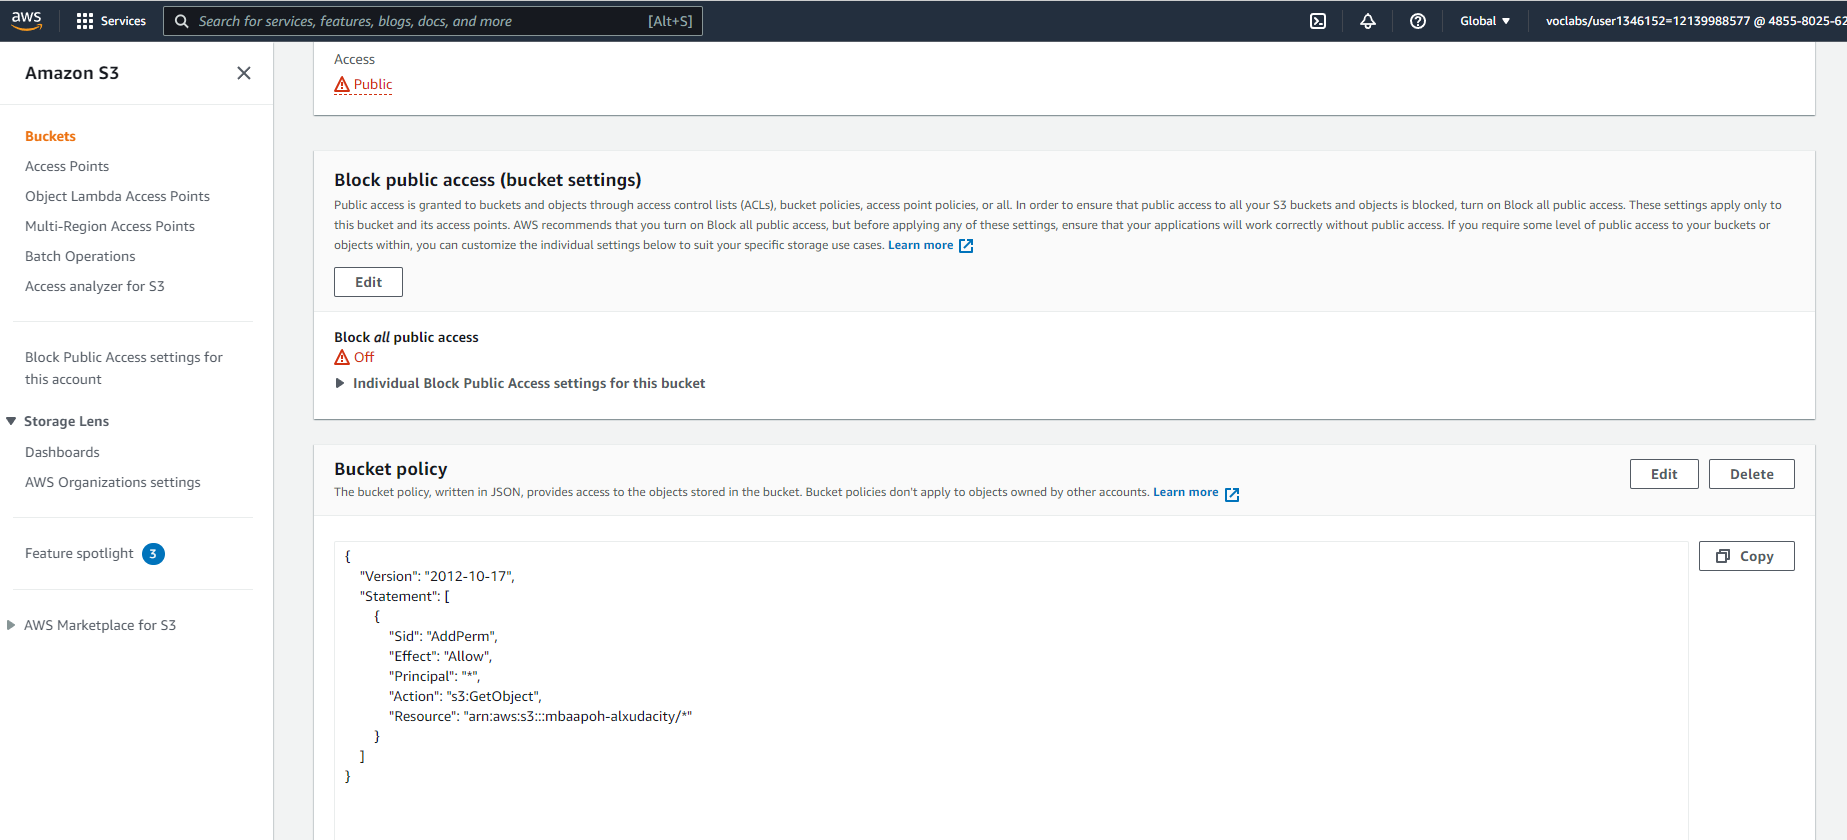 aws
Services
Search for services, features, blogs, docs, and more
[Alt+S]
Global
voclabs/user1346152=12139988577 @ 4855-8025-62
Amazon S3
Buckets
Access Points
Object Lambda Access Points
Multi-Region Access Points
Batch Operations
Access analyzer for S3
Block Public Access settings for
this account
Storage Lens
Dashboards
AWS Organizations settings
Feature spotlight 3
AWS Marketplace for S3
Access
Public
Block public access (bucket settings)
Public access is granted to buckets and objects through access control lists (ACLs), bucket policies, access point policies, or all. In order to ensure that public access to all your S3 buckets and objects is blocked, turn on Block all public access. These settings apply only to
this bucket and its access points. AWS recommends that you turn on Block all public access, but before applying any of these settings, ensure that your applications will work correctly without public access. If you require some level of public access to your buckets or
objects within, you can customize the individual settings below to suit your specific storage use cases. Learn more
Edit
Block all public access
Off
Individual Block Public Access settings for this bucket
Bucket policy
The bucket policy, written in JSON, provides access to the objects stored in the bucket. Bucket policies don't apply to objects owned by other accounts. Learn more
Edit
Delete
Copy
{
"Version": "2012-10-17",
"Statement": [
{
"Sid": "AddPerm",
"Effect": "Allow",
"Principal": "*",
"Action": "s3:GetObject",
"Resource": "arn:aws:s3:::mbaapoh-alxudacity/*"
}
]
}